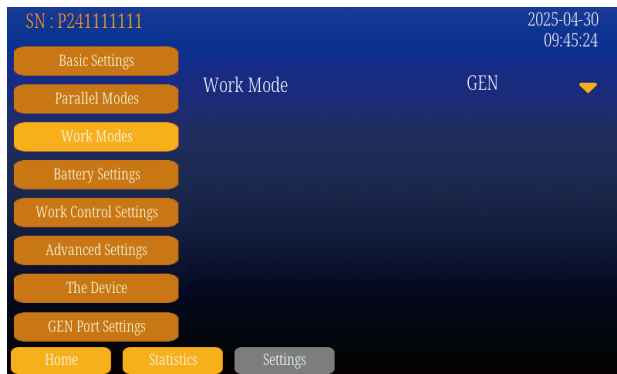 SN : P241111111
2025-04-30
09:45:24
Basic Settings
Parallel Modes
Work Modes
Battery Settings
Work Control Settings
Advanced Settings
The Device
GEN Port Settings
Work Mode GEN
Home Statistics Settings